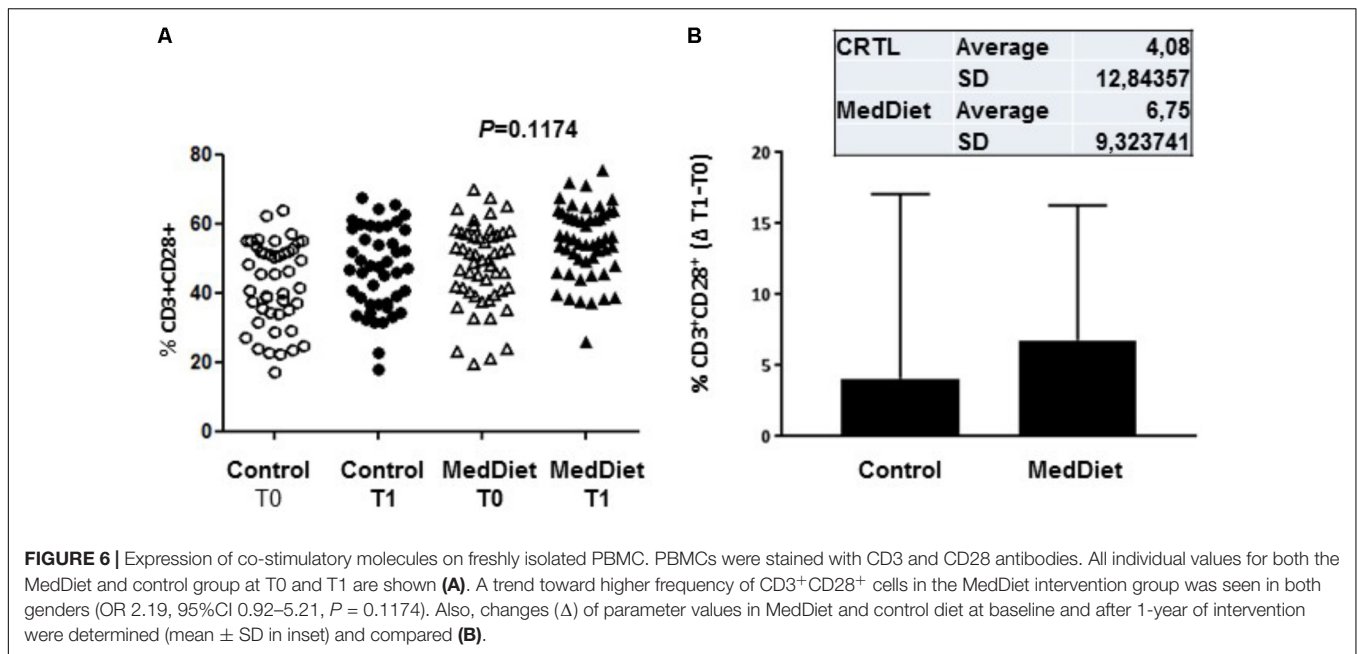 A
P=0.1174
% CD3+CD28+
80
60
40
20
0
Control T0
Control T1
MedDiet T0
MedDiet T1
B
CRTL Average 4,08
SD 12,84357
MedDiet Average 6,75
SD 9,323741
% CD3⁺CD28⁺ (Δ T1-T0)
20
15
10
5
0
Control
MedDiet
FIGURE 6 | Expression of co-stimulatory molecules on freshly isolated PBMC. PBMCs were stained with CD3 and CD28 antibodies. All individual values for both the
MedDiet and control group at T0 and T1 are shown (A). A trend toward higher frequency of CD3⁺CD28⁺ cells in the MedDiet intervention group was seen in both
genders (OR 2.19, 95%CI 0.92–5.21, P = 0.1174). Also, changes (Δ) of parameter values in MedDiet and control diet at baseline and after 1-year of intervention
were determined (mean ± SD in inset) and compared (B).